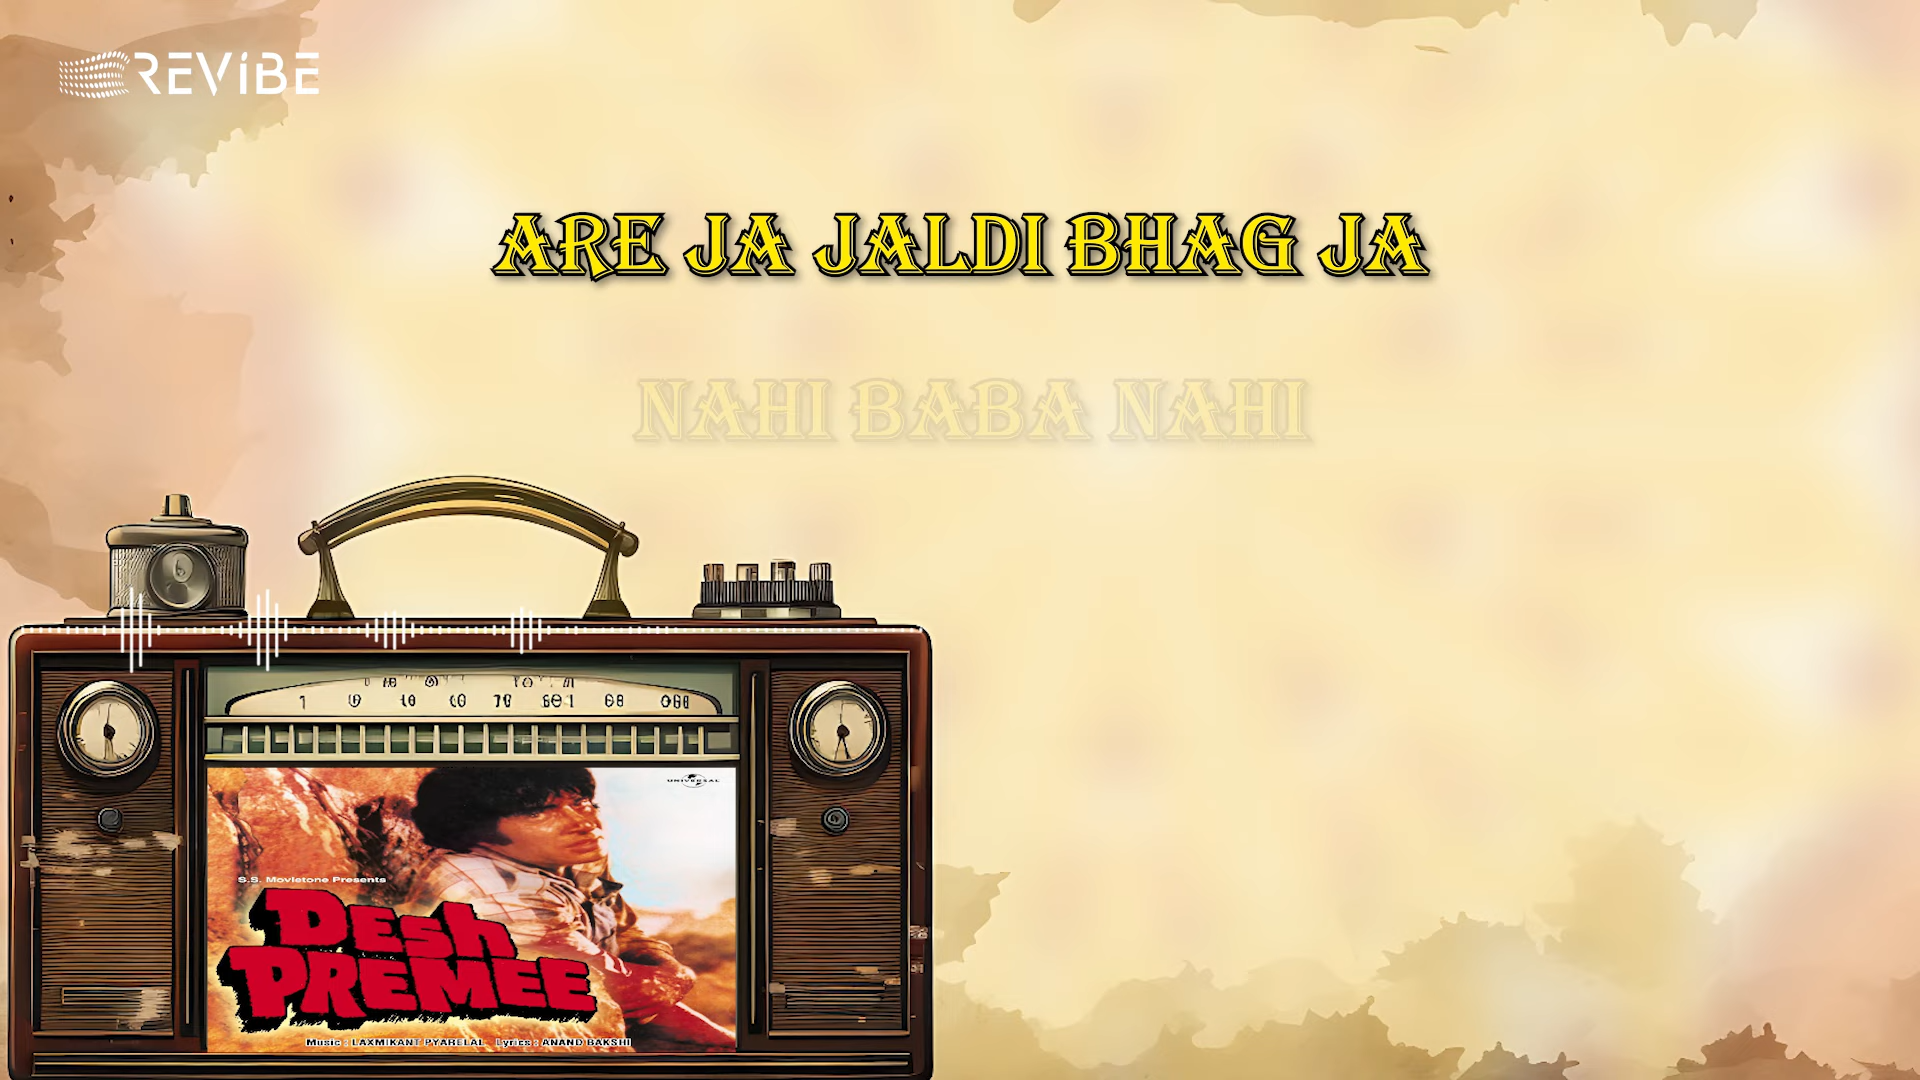 REVIBE
ARE JA JALDI BHAG JA
NAHI BABA NAHI
UNIVERSAL
S.S. Movietone Presents
DESH
PREMEE
Music : LAXMIKANT PYARELAL Lyrics : ANAND BAKSHI